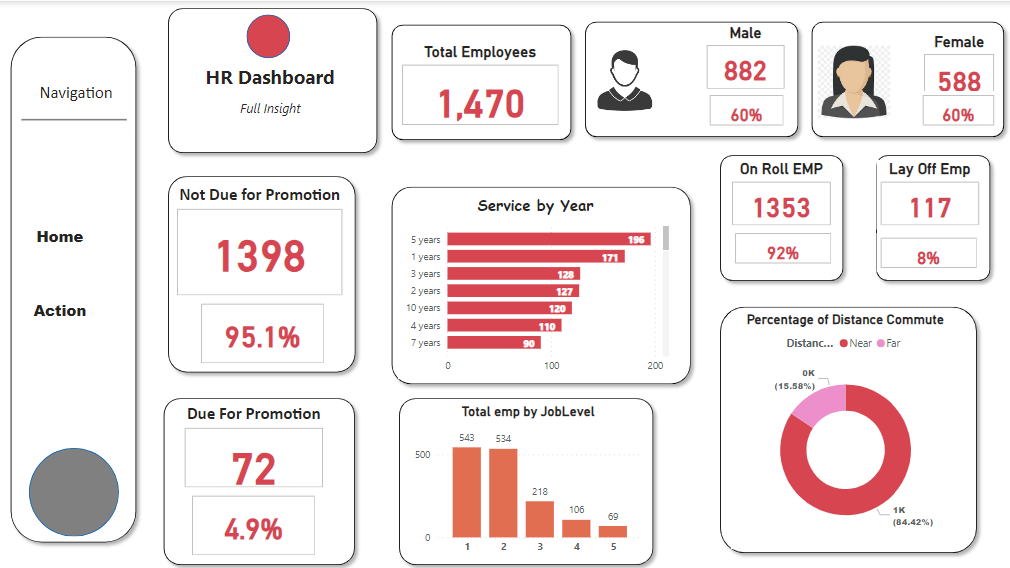 Navigation
Home
Action
HR Dashboard
Full Insight
Total Employees
1,470
Male
882
60%
Female
588
60%
Not Due for Promotion
1398
95.1%
Service by Year
5 years
196
1 years
171
3 years
128
2 years
127
10 years
120
4 years
110
7 years
90
0
100
200
On Roll EMP
1353
92%
Lay Off Emp
117
8%
Due For Promotion
72
4.9%
Total emp by JobLevel
500
0
543
534
218
106
69
1
2
3
4
5
Percentage of Distance Commute
Distanc... Near Far
0K
(15.58%)
1K
(84.42%)